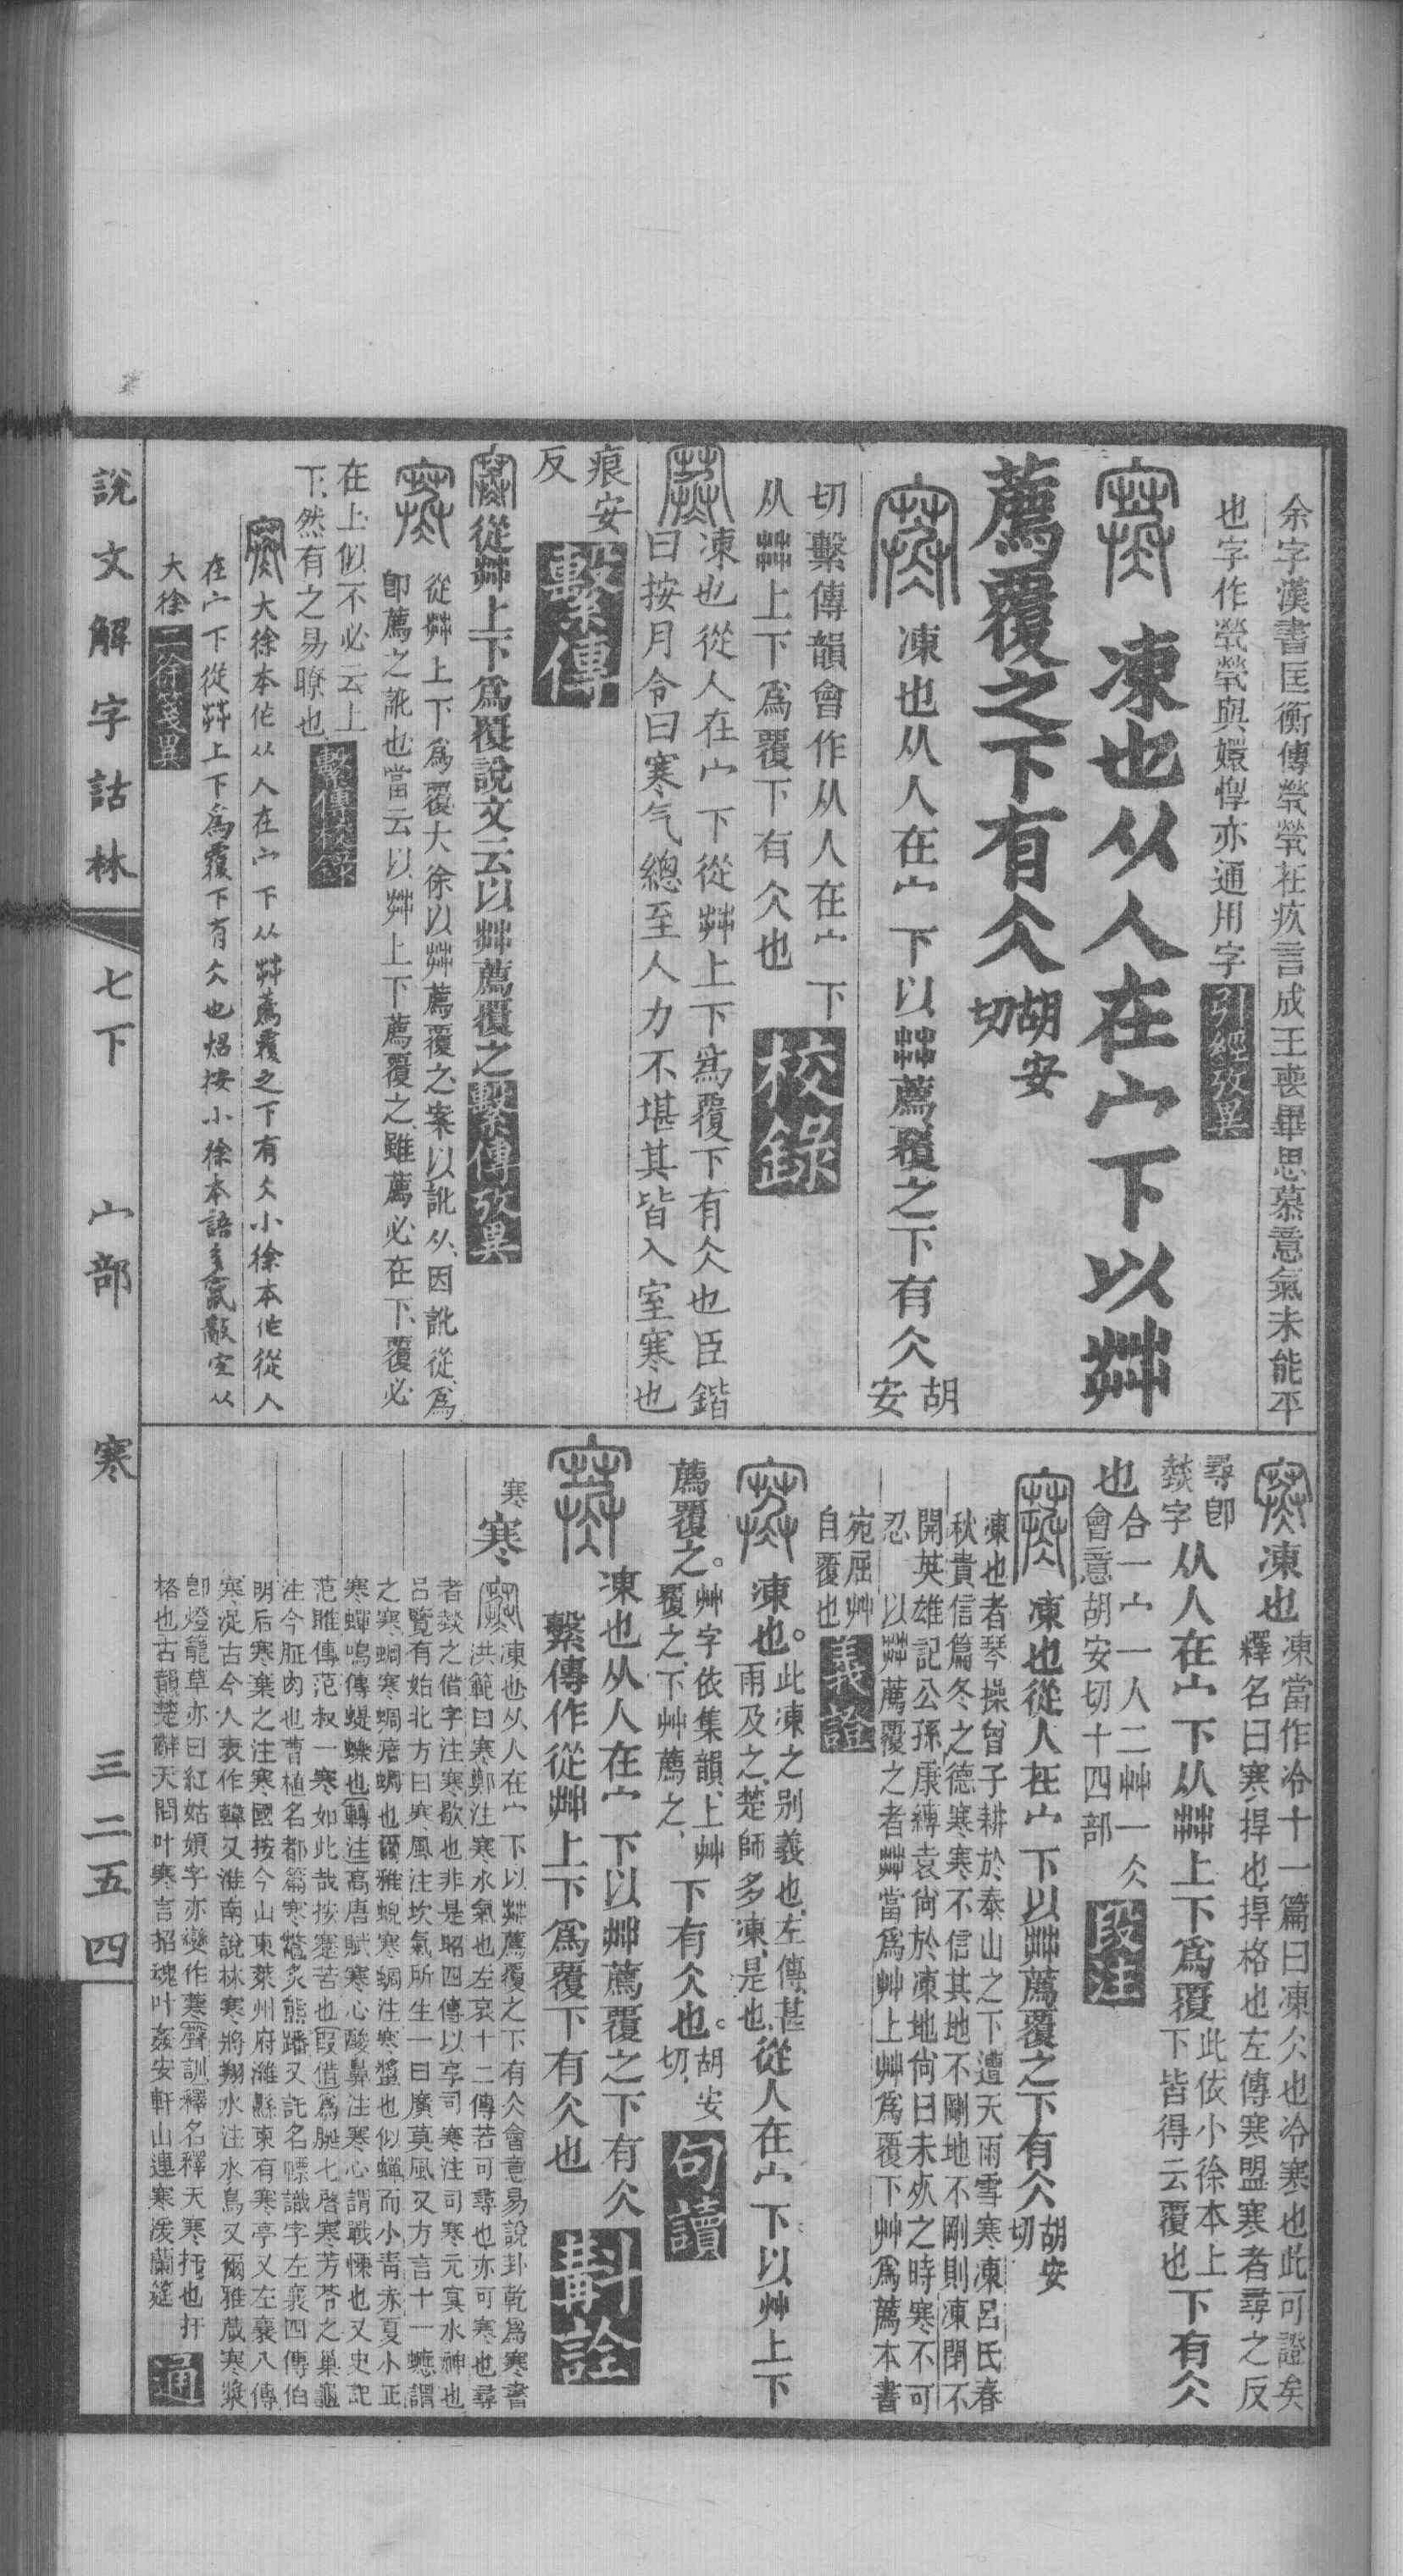 余字漢書匡衡傳煢煢在疚言成王喪畢思慕意氣未能平
也字作煢煢與嬛惸亦通用字引經攷異
凍也从人在宀下以茻
薦覆之下有仌胡安切
凍也从人在宀下以茻薦覆之下有仌胡安
切繫傳韻會作从人在宀下
从茻上下爲覆下有仌也校錄
凍也從人在宀下從茻上下爲覆下有仌也臣鍇
曰按月令曰寒气總至人力不堪其皆入室寒也
痕安反繫傳
從茻上下爲覆說文云以茻薦覆之繫傳攷異
從茻上下爲覆大徐以茻薦覆之案以訛从因訛從爲
卽薦之訛也當云以茻上下薦覆之雖薦必在下覆必
在上似不必云上
下然有之易瞭也繫傳校錄
大徐本作从人在宀下从茻薦覆之下有仌小徐本作從人
在宀下從茻上下爲覆下有仌也紹按小徐本語多 宜从
大徐二徐箋異
凍也凍當作冷十一篇曰凍仌也冷寒也此可證矣
釋名曰寒捍也捍格也左傳寒盟寒者尋之反
尋卽燅字从人在宀下从茻上下爲覆此依小徐本上下皆得云覆也下有仌
也合一宀一人二艸一仌會意胡安切十四部段注
凍也從人在宀下以茻薦覆之下有仌胡安切
凍也者琴操曾子耕於泰山之下遭天雨雪寒凍呂氏春
秋貴信篇冬之德寒寒不信其地不剛地不剛則凍閉不
開英雄記公孫康縛袁尙於凍地尙曰未死之時寒不可
忍 以茻薦覆之者茻當爲艸上艸爲覆下艸爲薦本書
宛屈艸自覆也義證
凍也。此凍之别義也左傳甚雨及之楚師多凍是也從人在宀下以艸上下
薦覆之。艸字依集韻上艸覆之下艸薦之下有仌也。胡安切句讀
凍也从人在宀下以茻薦覆之下有仌
繫傳作從茻上下爲覆下有仌也斠詮
寒寒凍也从人在宀下以茻薦覆之下有仌會意易說卦乾爲寒書
洪範曰寒鄭注寒水氣也左哀十二傳若可尋也亦可寒也尋
者燅之借字注寒歇也非是昭四傳以享司寒注司寒元冥水神也
呂覽有始北方曰寒風注坎氣所生一曰廣莫風又方言十一蟪謂
之寒蜩寒蜩瘖蜩也爾雅蜺寒蜩注寒螿也似蟬而小青赤夏小正
寒蟬鳴傳蝭蠑也轉注高唐賦寒心酸鼻注寒心謂戰慄也又史記
范雎傳范叔一寒如此哉按蹇苦也叚借爲脠七啓寒芳苓之巢龜
注今脏肉也曹植名都篇寒鼈炙熊蹯又託名幖識字左襄四傳伯
明后寒棄之注寒國按今山東萊州府濰縣東有寒亭又左襄八傳
寒浞古今人表作韓又淮南說林寒將翔水注水鳥又爾雅葴寒漿
卽燈籠草亦曰紅姑娘字亦變作蔊聲訓釋名釋天寒扞也扞
格也古韻楚辭天問叶寒言招魂叶姦安軒山連寒湲蘭筵通
說文解字詁林 七下 宀部 寒 三二五四